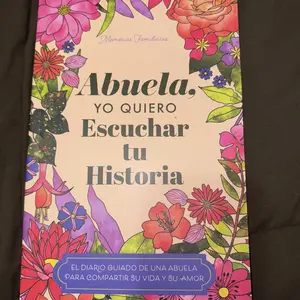 Memorias Familiares
Abuela,
YO QUIERO
Escuchar
tu
Historia
EL DIARIO GUIADO DE UNA ABUELA
PARA COMPARTIR SU VIDA Y SU AMOR